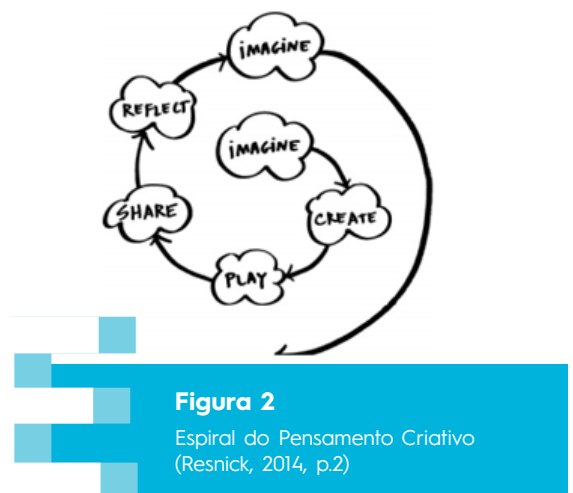 IMAGINE
REFLECT
IMAGINE
SHARE
CREATE
PLAY
Figura 2
Espiral do Pensamento Criativo
(Resnick, 2014, p.2)